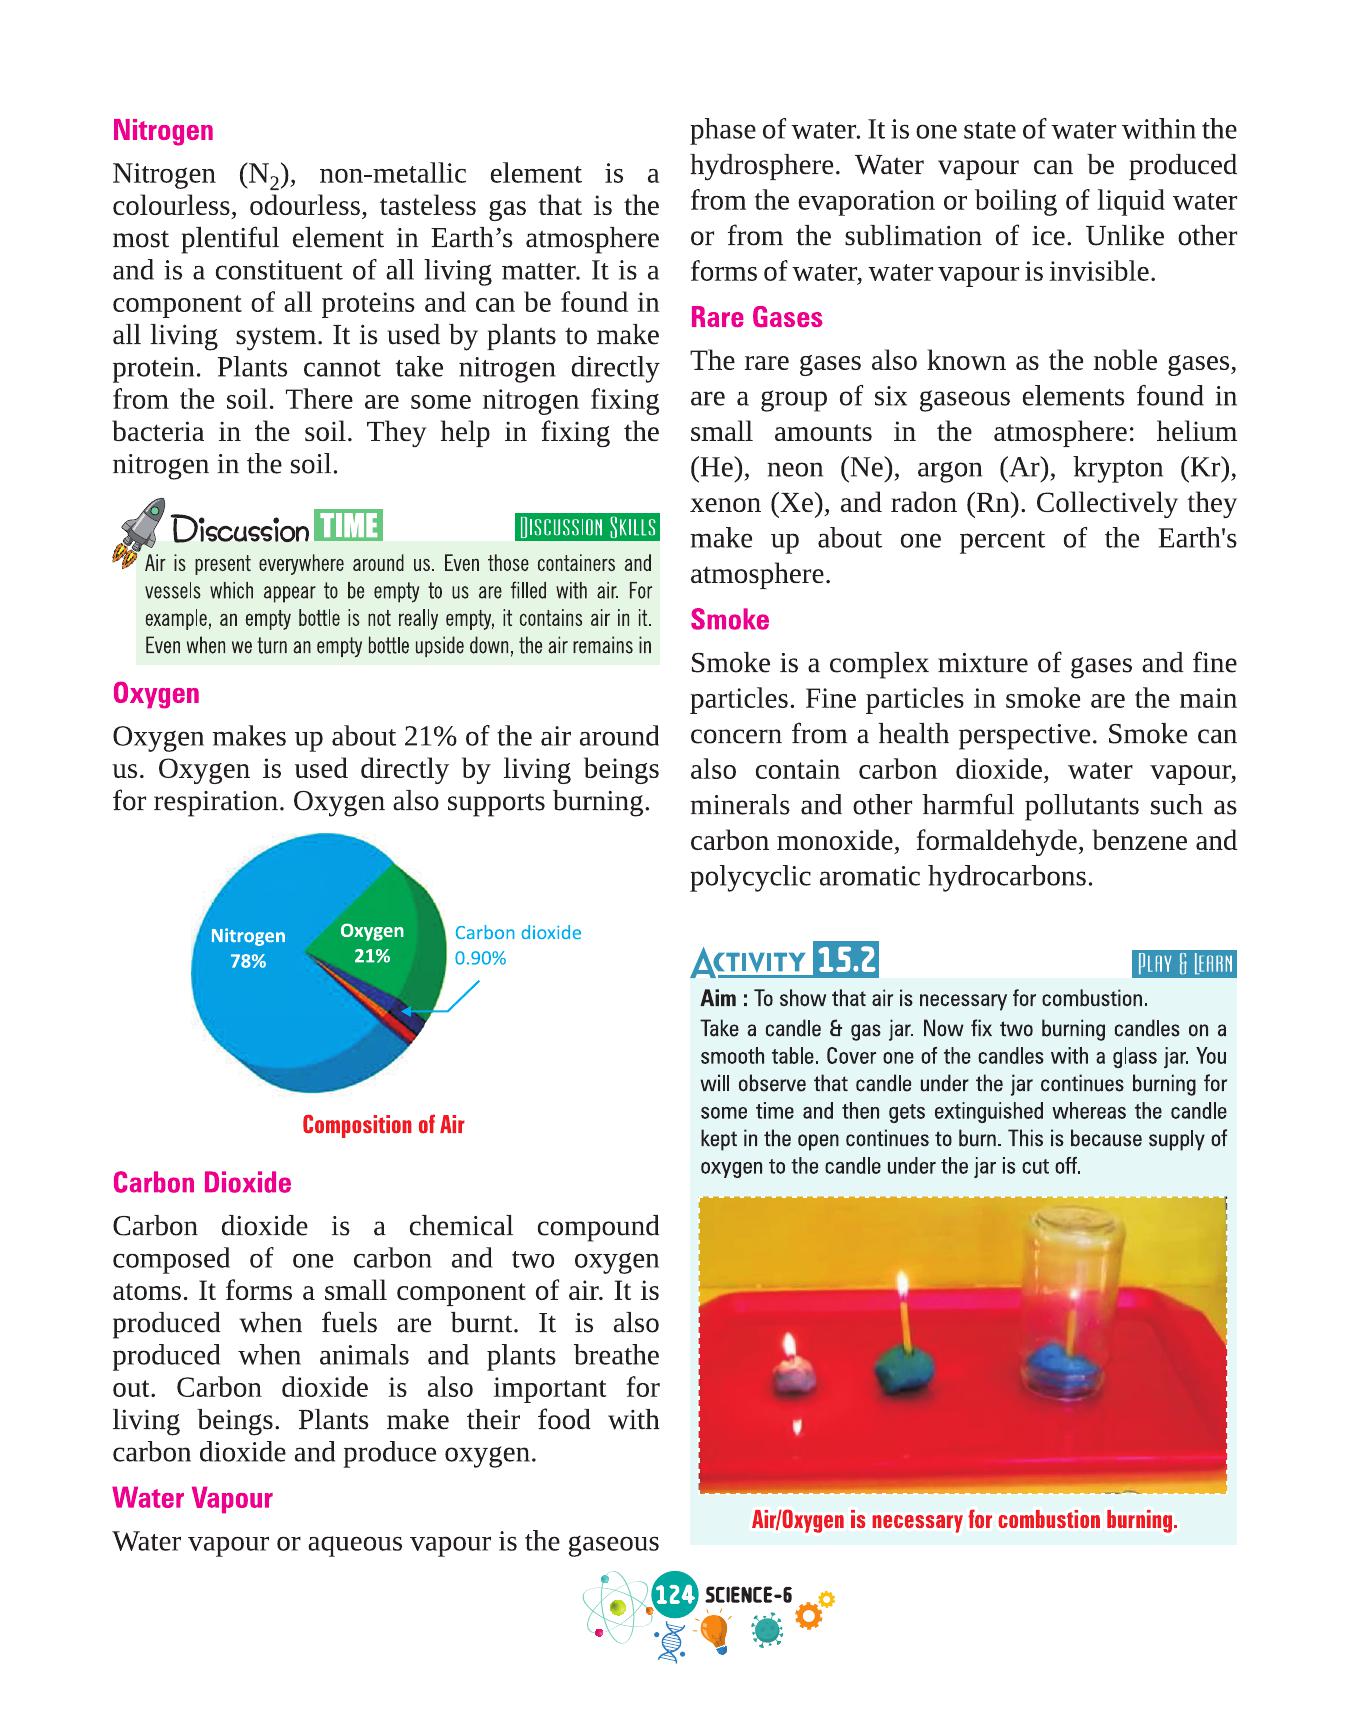 Nitrogen
Nitrogen (N2), non-metallic element is a
colourless, odourless, tasteless gas that is the
most plentiful element in Earth’s atmosphere
and is a constituent of all living matter. It is a
component of all proteins and can be found in
all living system. It is used by plants to make
protein. Plants cannot take nitrogen directly
from the soil. There are some nitrogen fixing
bacteria in the soil. They help in fixing the
nitrogen in the soil.
Discussion TIME
DISCUSSION SKILLS
Air is present everywhere around us. Even those containers and
vessels which appear to be empty to us are filled with air. For
example, an empty bottle is not really empty, it contains air in it.
Even when we turn an empty bottle upside down, the air remains in
Oxygen
Oxygen makes up about 21% of the air around
us. Oxygen is used directly by living beings
for respiration. Oxygen also supports burning.
Nitrogen
78%
Oxygen
21%
Carbon dioxide
0.90%
Composition of Air
Carbon Dioxide
Carbon dioxide is a chemical compound
composed of one carbon and two oxygen
atoms. It forms a small component of air. It is
produced when fuels are burnt. It is also
produced when animals and plants breathe
out. Carbon dioxide is also important for
living beings. Plants make their food with
carbon dioxide and produce oxygen.
Water Vapour
Water vapour or aqueous vapour is the gaseous
phase of water. It is one state of water within the
hydrosphere. Water vapour can be produced
from the evaporation or boiling of liquid water
or from the sublimation of ice. Unlike other
forms of water, water vapour is invisible.
Rare Gases
The rare gases also known as the noble gases,
are a group of six gaseous elements found in
small amounts in the atmosphere: helium
(He), neon (Ne), argon (Ar), krypton (Kr),
xenon (Xe), and radon (Rn). Collectively they
make up about one percent of the Earth's
atmosphere.
Smoke
Smoke is a complex mixture of gases and fine
particles. Fine particles in smoke are the main
concern from a health perspective. Smoke can
also contain carbon dioxide, water vapour,
minerals and other harmful pollutants such as
carbon monoxide, formaldehyde, benzene and
polycyclic aromatic hydrocarbons.
ACTIVITY 15.2
PLAY & LEARN
Aim : To show that air is necessary for combustion.
Take a candle & gas jar. Now fix two burning candles on a
smooth table. Cover one of the candles with a glass jar. You
will observe that candle under the jar continues burning for
some time and then gets extinguished whereas the candle
kept in the open continues to burn. This is because supply of
oxygen to the candle under the jar is cut off.
Air/Oxygen is necessary for combustion burning.
124 SCIENCE-6